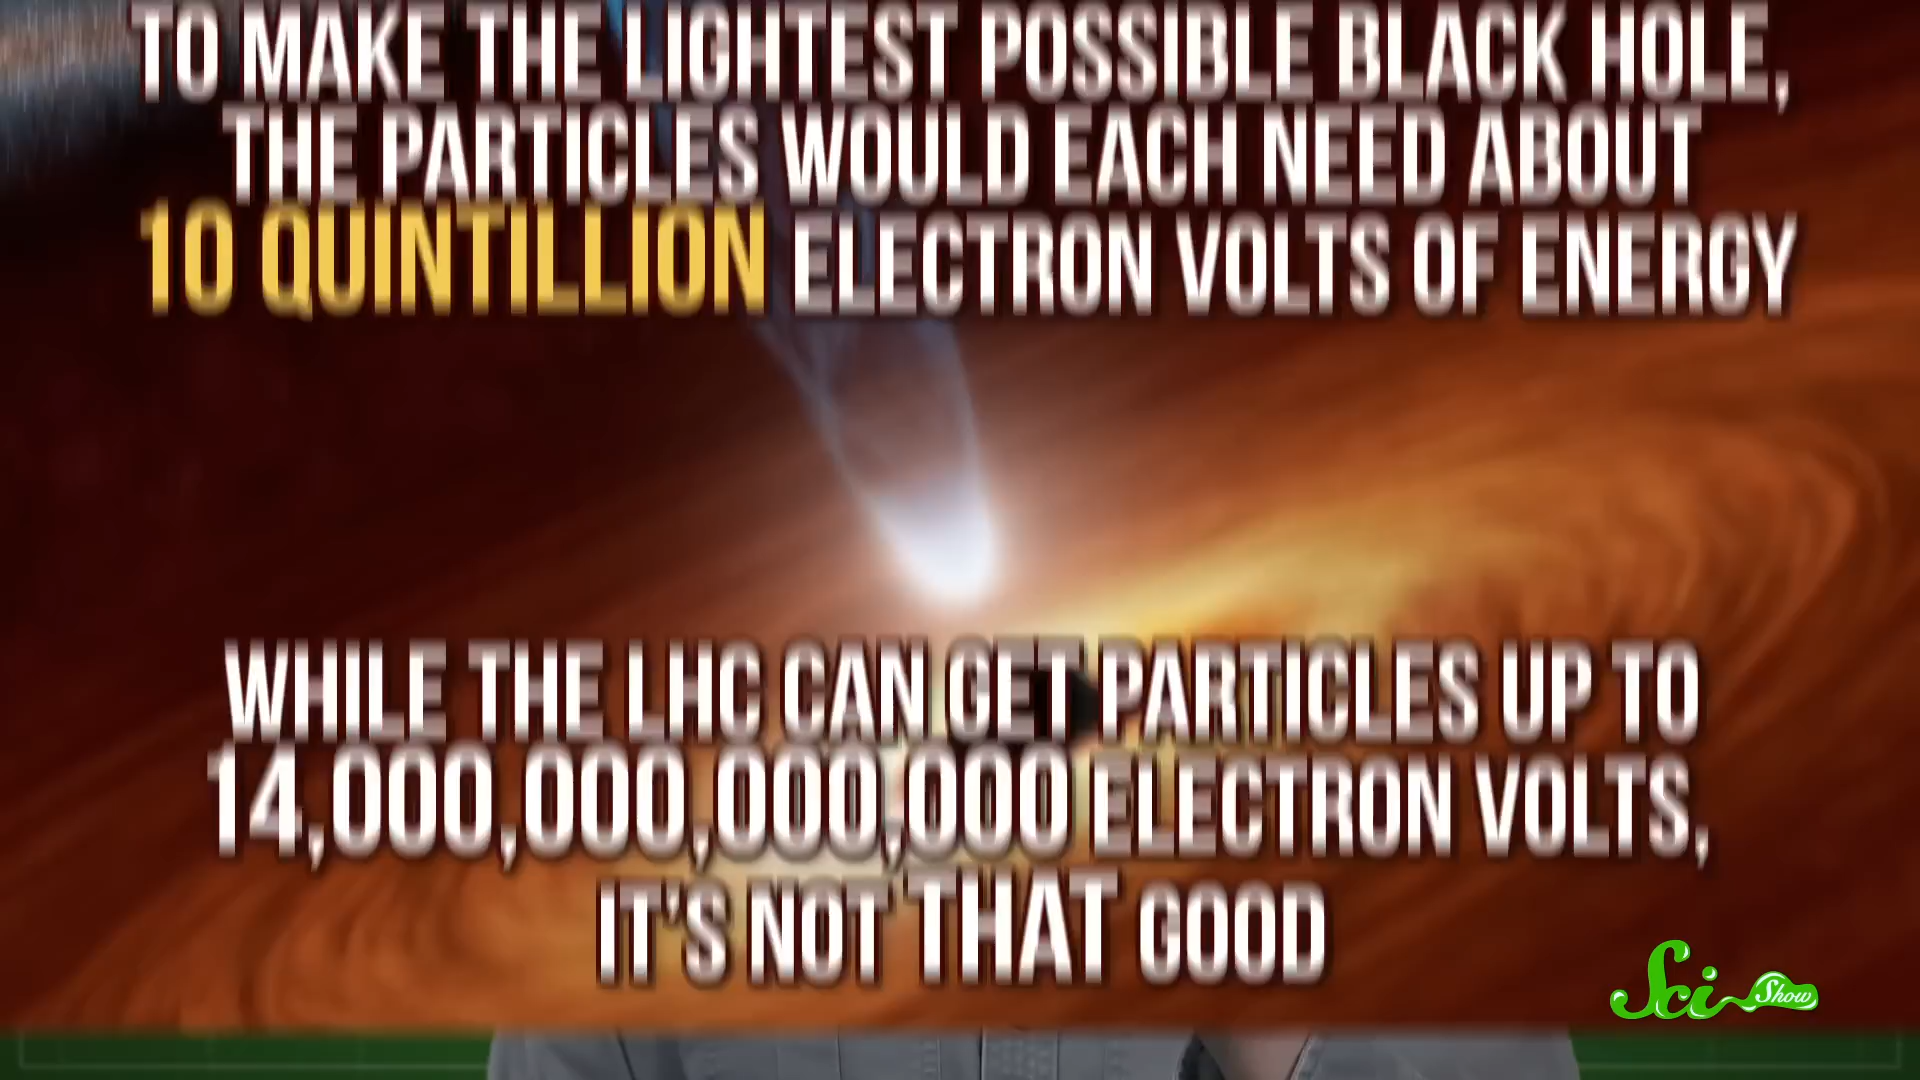 TO MAKE THE LIGHTEST POSSIBLE BLACK HOLE,
THE PARTICLES WOULD EACH NEED ABOUT
10 QUINTILLION ELECTRON VOLTS OF ENERGY
WHILE THE LHC CAN GET PARTICLES UP TO
14,000,000,000,000 ELECTRON VOLTS,
IT'S NOT THAT GOOD
Sci Show